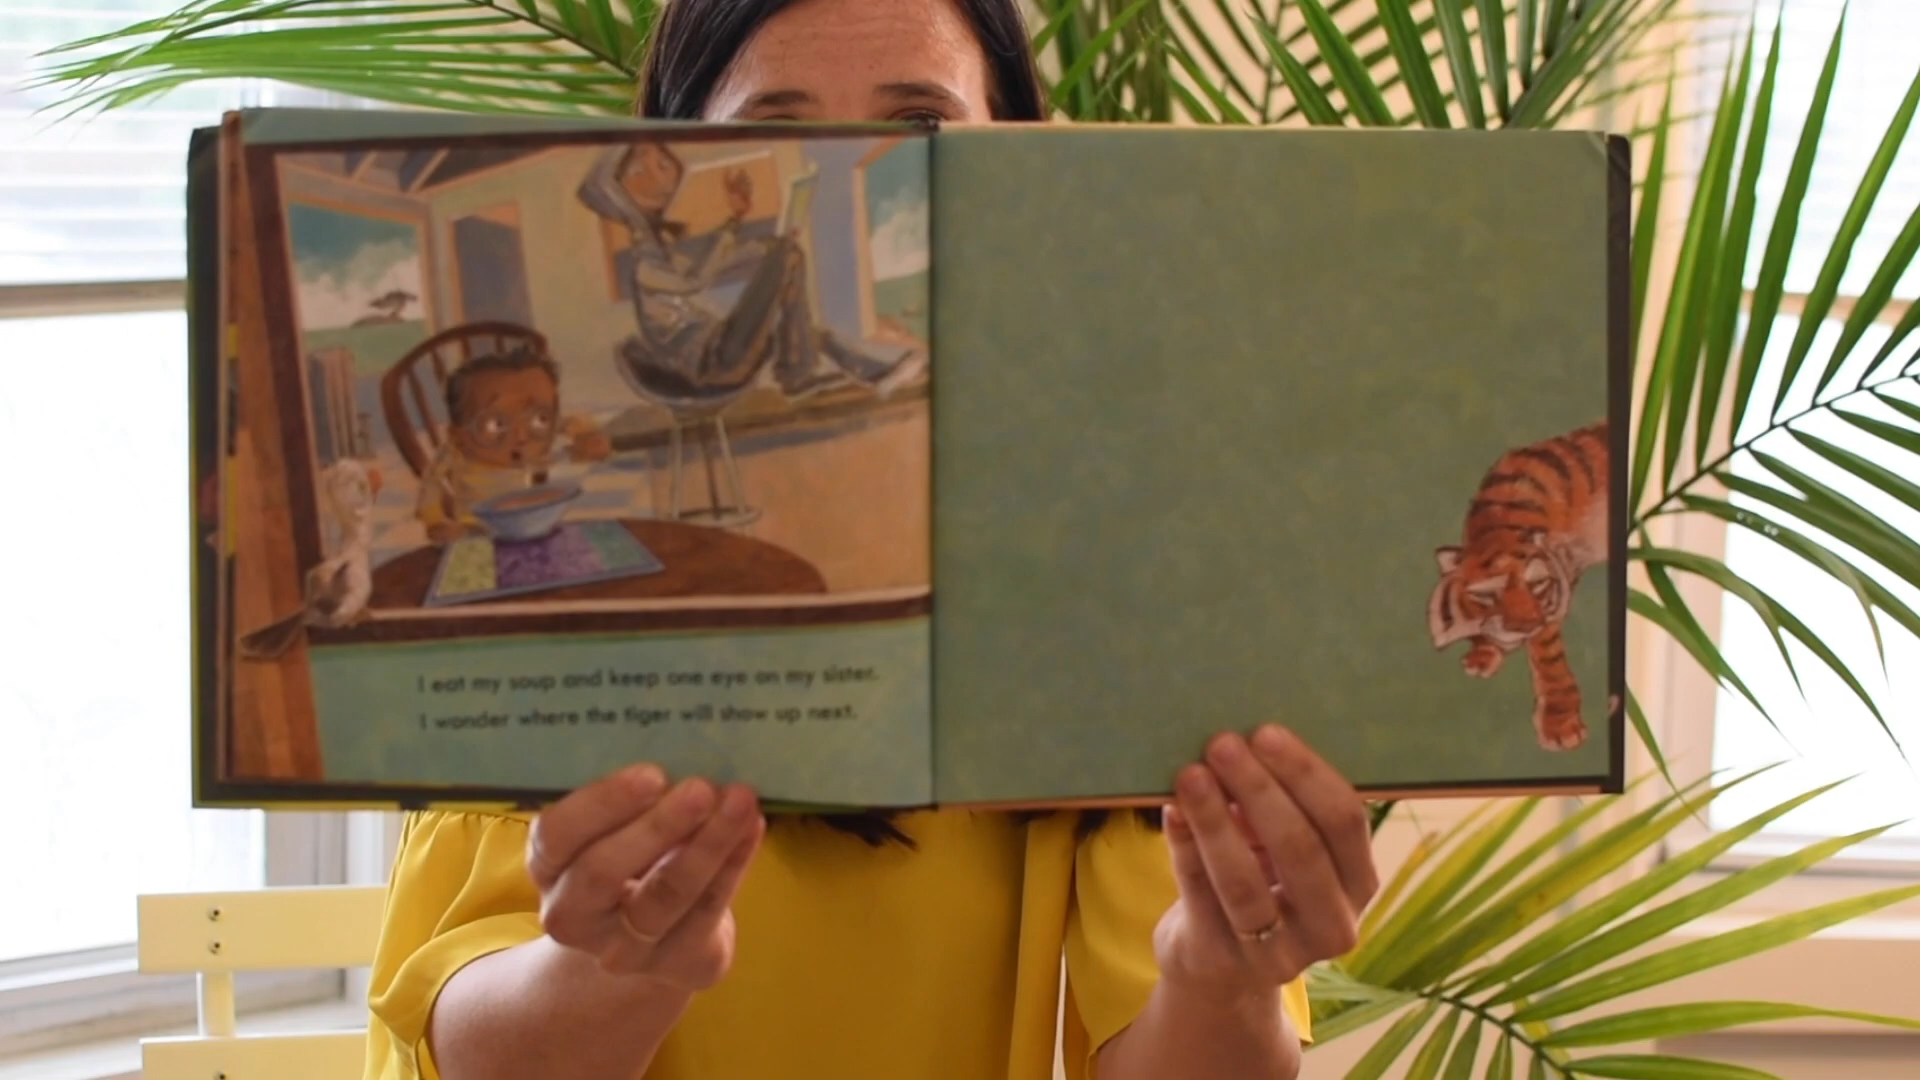 I eat my soup and keep one eye on my sister.
I wonder where the tiger will show up next.